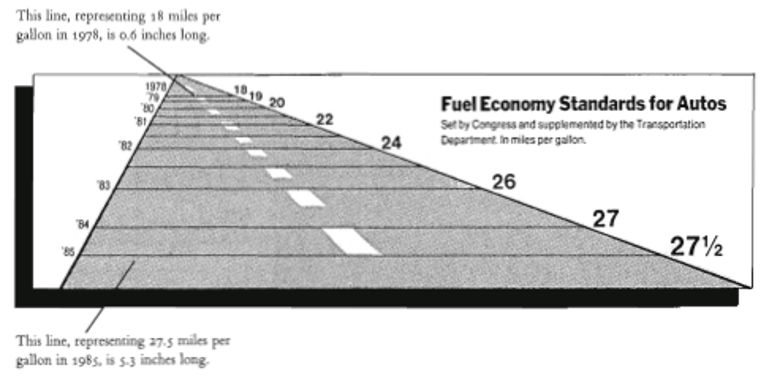 This line, representing 18 miles per
gallon in 1978, is 0.6 inches long.
Fuel Economy Standards for Autos
Set by Congress and supplemented by the Transportation
Department. In miles per gallon.
1978 18
'79 19
'80 20
'81 22
'82 24
'83 26
'84 27
'85 27½
This line, representing 27.5 miles per
gallon in 1985, is 5.3 inches long.